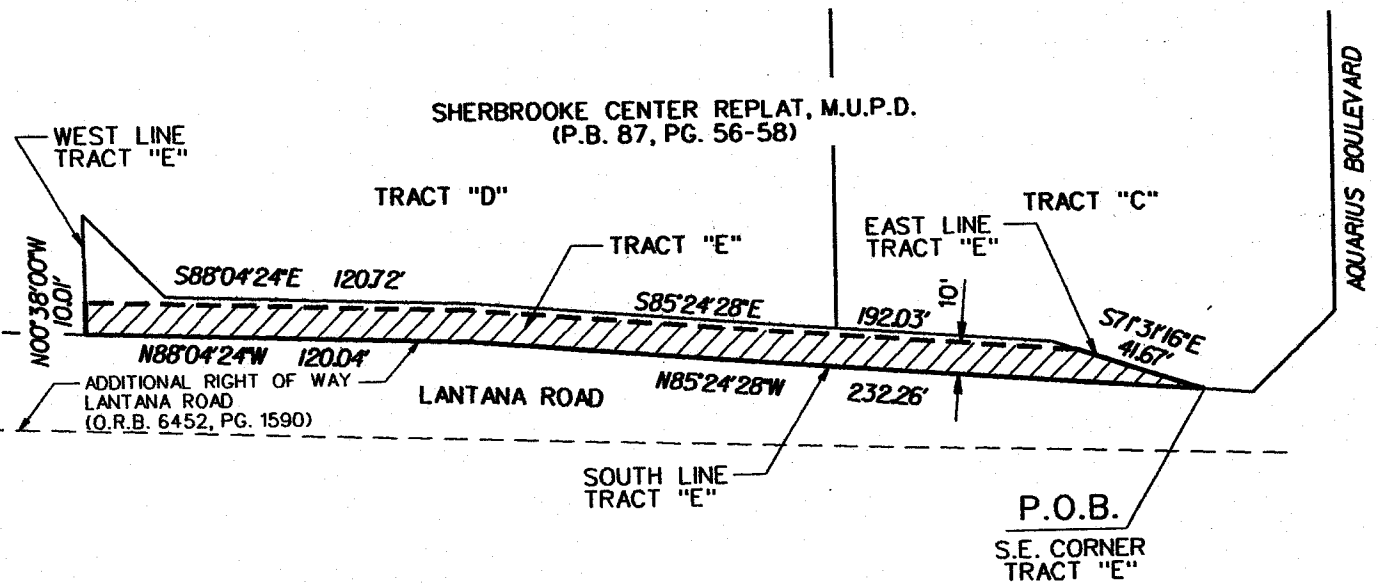 SHERBROOKE CENTER REPLAT, M.U.P.D.
(P.B. 87, PG. 56-58)
AQUARIUS BOULEVARD
WEST LINE
TRACT "E"
TRACT "D"
TRACT "C"
EAST LINE
TRACT "E"
TRACT "E"
N00°38'00"W
10.01'
S88°04'24"E 120.72'
S85°24'28"E 192.03'
10'
S71°31'16"E
41.67'
N88°04'24"W 120.04'
N85°24'28"W 232.26'
ADDITIONAL RIGHT OF WAY
LANTANA ROAD
(O.R.B. 6452, PG. 1590)
LANTANA ROAD
SOUTH LINE
TRACT "E"
P.O.B.
S.E. CORNER
TRACT "E"